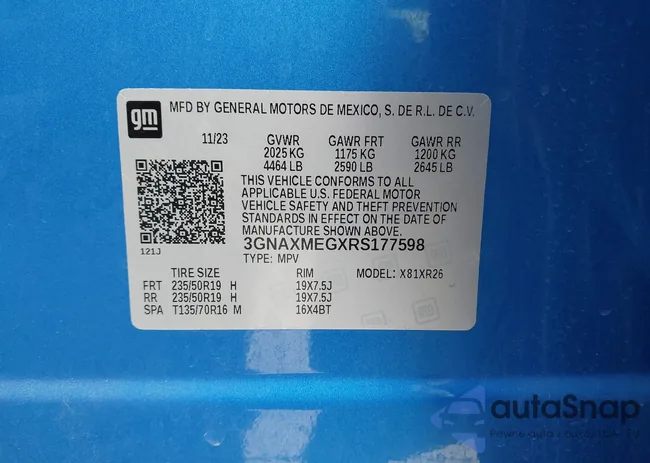 gm
MFD BY GENERAL MOTORS DE MEXICO, S. DE R.L. DE C.V.
11/23 GVWR GAWR FRT GAWR RR
2025 KG 1175 KG 1200 KG
4464 LB 2590 LB 2645 LB
THIS VEHICLE CONFORMS TO ALL
APPLICABLE U.S. FEDERAL MOTOR
VEHICLE SAFETY AND THEFT PREVENTION
STANDARDS IN EFFECT ON THE DATE OF
MANUFACTURE SHOWN ABOVE.
121J
3GNAXMEGXRS177598
TYPE: MPV
TIRE SIZE RIM MODEL: X81XR26
FRT 235/50R19 H 19X7.5J
RR 235/50R19 H 19X7.5J
SPA T135/70R16 M 16X4BT
autaSnap